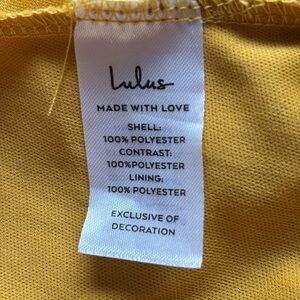 Lulus
MADE WITH LOVE
SHELL:
100% POLYESTER
CONTRAST:
100%POLYESTER
LINING:
100% POLYESTER
EXCLUSIVE OF
DECORATION